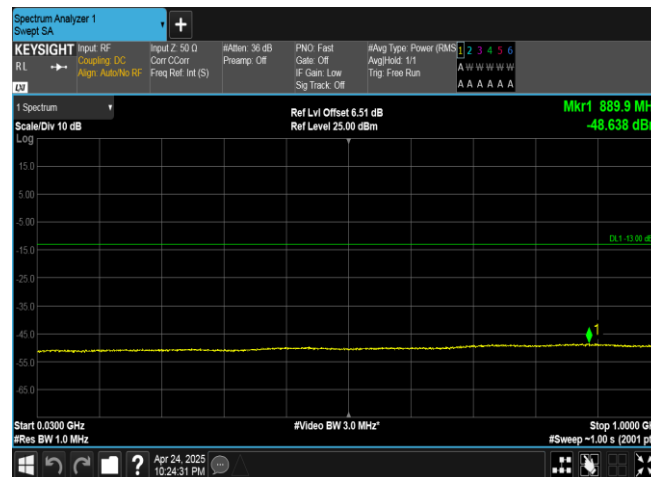 Spectrum Analyzer 1
Swept SA
+
KEYSIGHT
R L
LXI
Input: RF
Coupling: DC
Align: Auto/No RF
Input Z: 50 Ω
Corr CCorr
Freq Ref: Int (S)
#Atten: 36 dB
Preamp: Off
PNO: Fast
Gate: Off
IF Gain: Low
Sig Track: Off
#Avg Type: Power (RMS
Avg|Hold: 1/1
Trig: Free Run
1 2 3 4 5 6
A W W W W W
A A A A A A
1 Spectrum
Scale/Div 10 dB
Log
Ref Lvl Offset 6.51 dB
Ref Level 25.00 dBm
Mkr1 889.9 MH
-48.638 dB
15.0
5.00
-5.00
-15.0
-25.0
-35.0
-45.0
-55.0
-65.0
DL1 -13.00 d
1
Start 0.0300 GHz
#Res BW 1.0 MHz
#Video BW 3.0 MHz*
Stop 1.0000 G
#Sweep ~1.00 s (2001 pt
?
Apr 24, 2025
10:24:31 PM